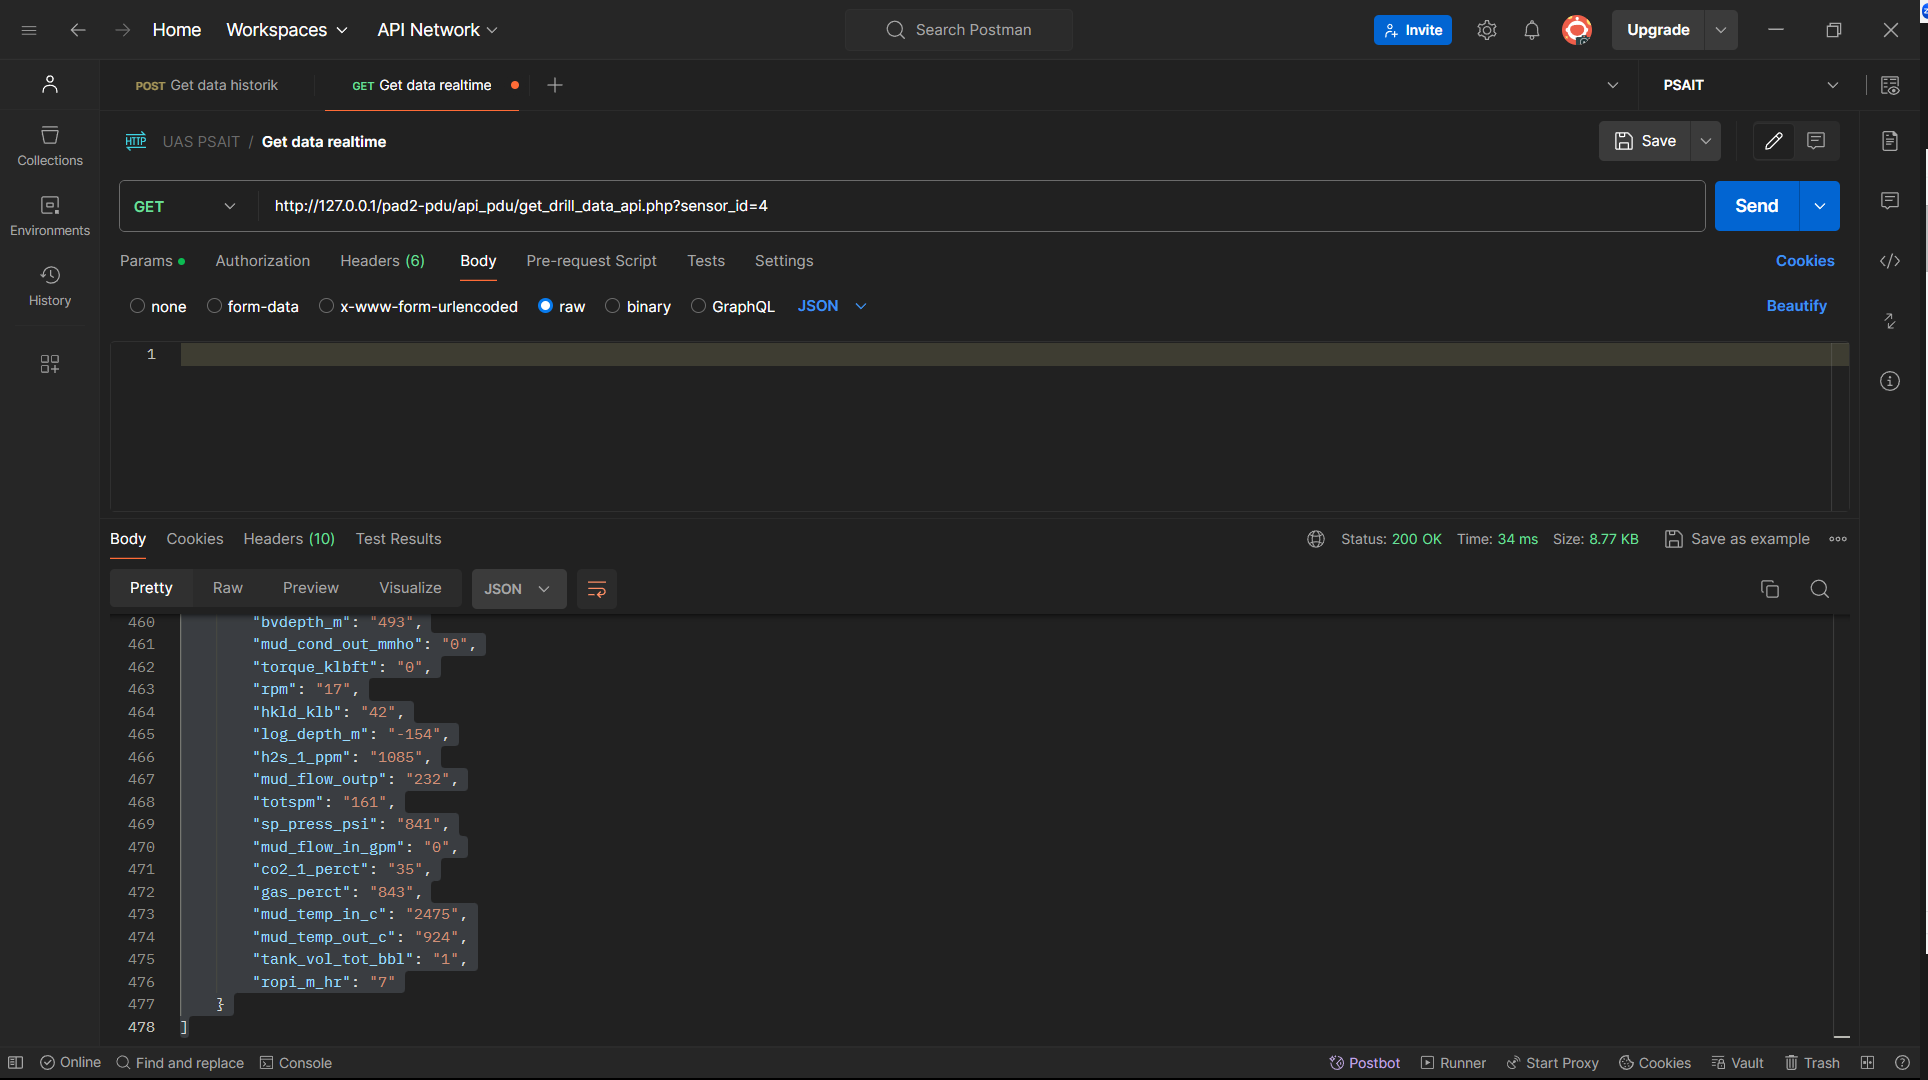 Home Workspaces API Network Search Postman Invite Upgrade
POST Get data historik GET Get data realtime PSAIT
HTTP UAS PSAIT / Get data realtime Save
Collections
GET http://127.0.0.1/pad2-pdu/api_pdu/get_drill_data_api.php?sensor_id=4 Send
Environments
Params Authorization Headers (6) Body Pre-request Script Tests Settings Cookies
History
none form-data x-www-form-urlencoded raw binary GraphQL JSON Beautify
1
Body Cookies Headers (10) Test Results Status: 200 OK Time: 34 ms Size: 8.77 KB Save as example
Pretty Raw Preview Visualize JSON
460 "bvdepth_m": "493",
461 "mud_cond_out_mmho": "0",
462 "torque_klbft": "0",
463 "rpm": "17",
464 "hkld_klb": "42",
465 "log_depth_m": "-154",
466 "h2s_1_ppm": "1085",
467 "mud_flow_outp": "232",
468 "totspm": "161",
469 "sp_press_psi": "841",
470 "mud_flow_in_gpm": "0",
471 "co2_1_perct": "35",
472 "gas_perct": "843",
473 "mud_temp_in_c": "2475",
474 "mud_temp_out_c": "924",
475 "tank_vol_tot_bbl": "1",
476 "ropi_m_hr": "7"
477 }
478 ]
Online Find and replace Console Postbot Runner Start Proxy Cookies Vault Trash